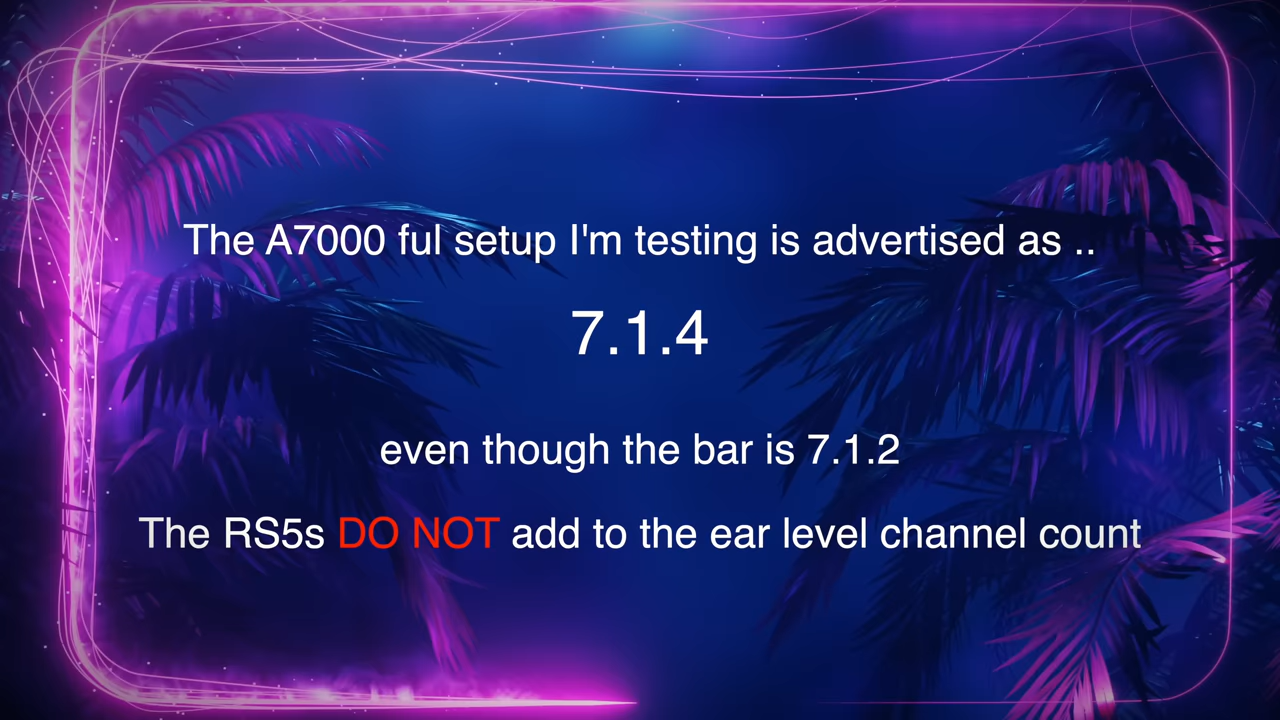 The A7000 ful setup I'm testing is advertised as ..
7.1.4
even though the bar is 7.1.2
The RS5s DO NOT add to the ear level channel count